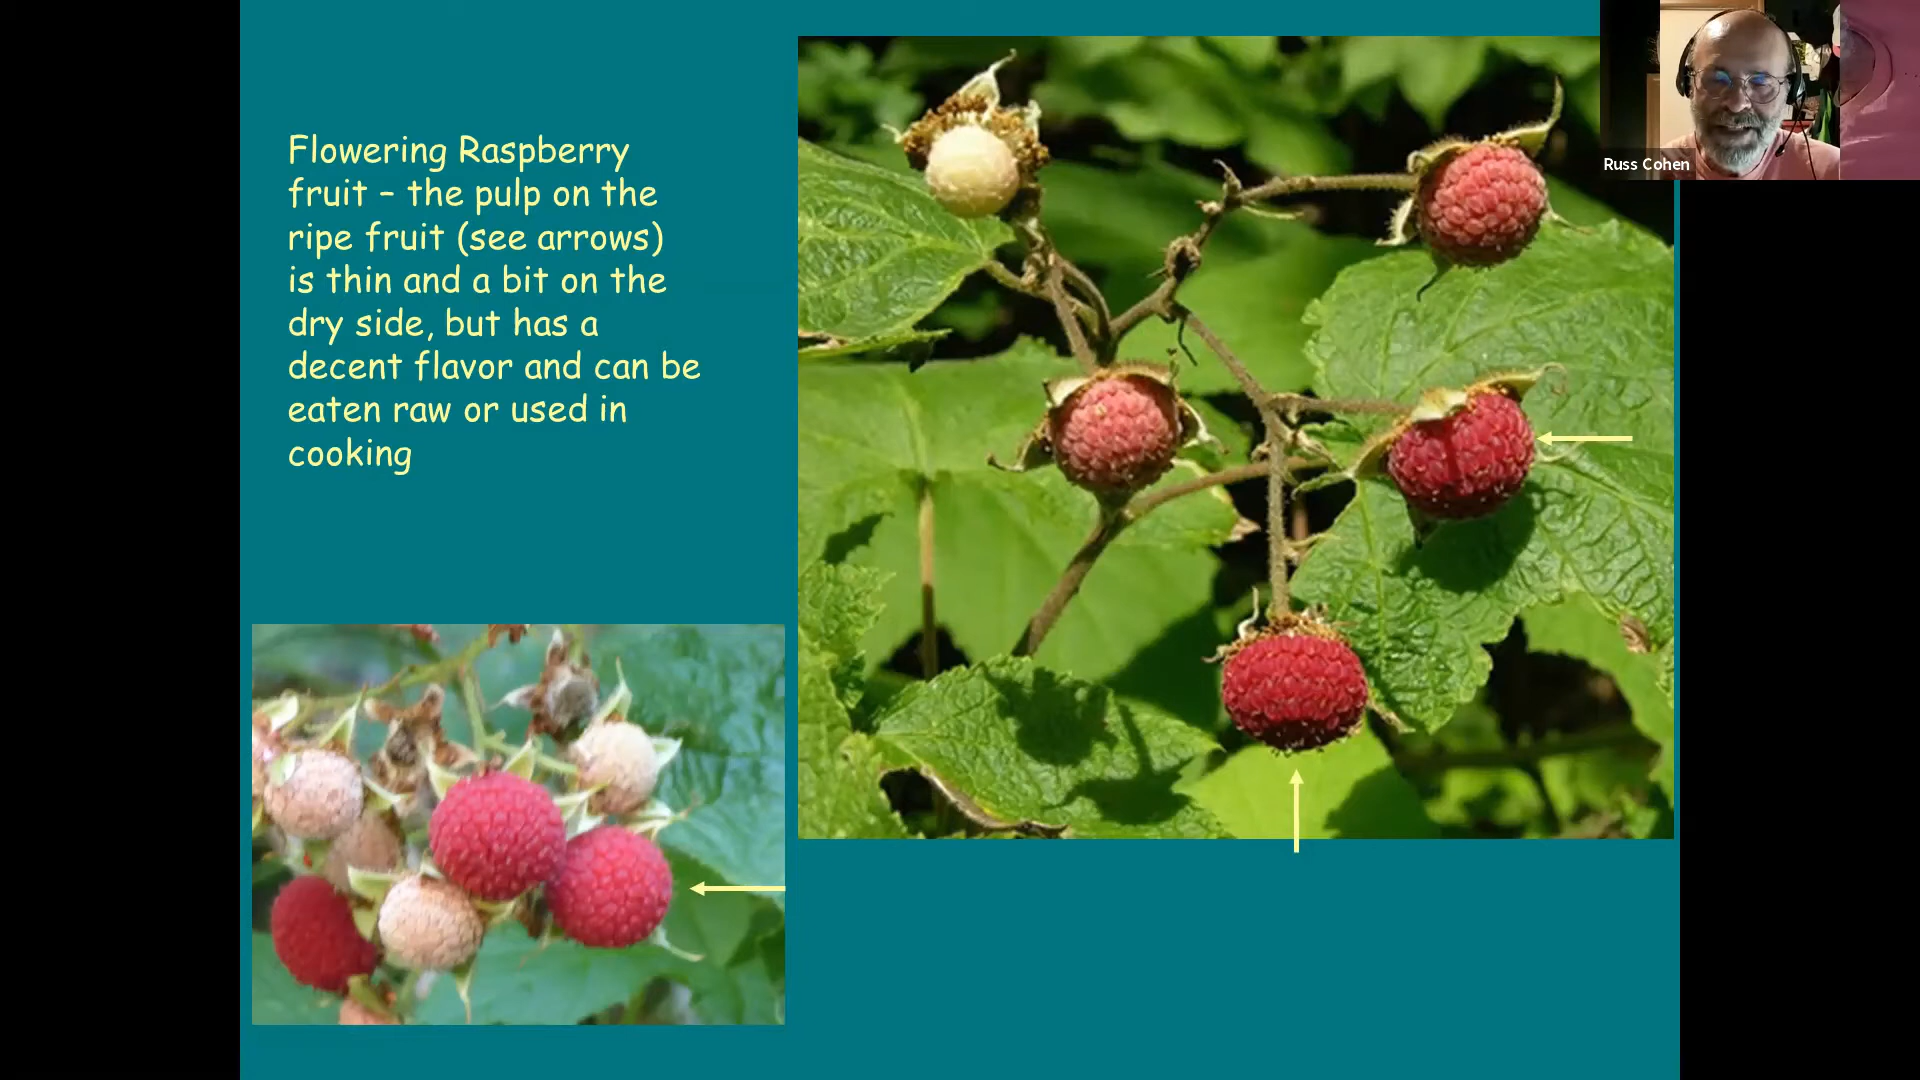 Flowering Raspberry
fruit – the pulp on the
ripe fruit (see arrows)
is thin and a bit on the
dry side, but has a
decent flavor and can be
eaten raw or used in
cooking
Russ Cohen